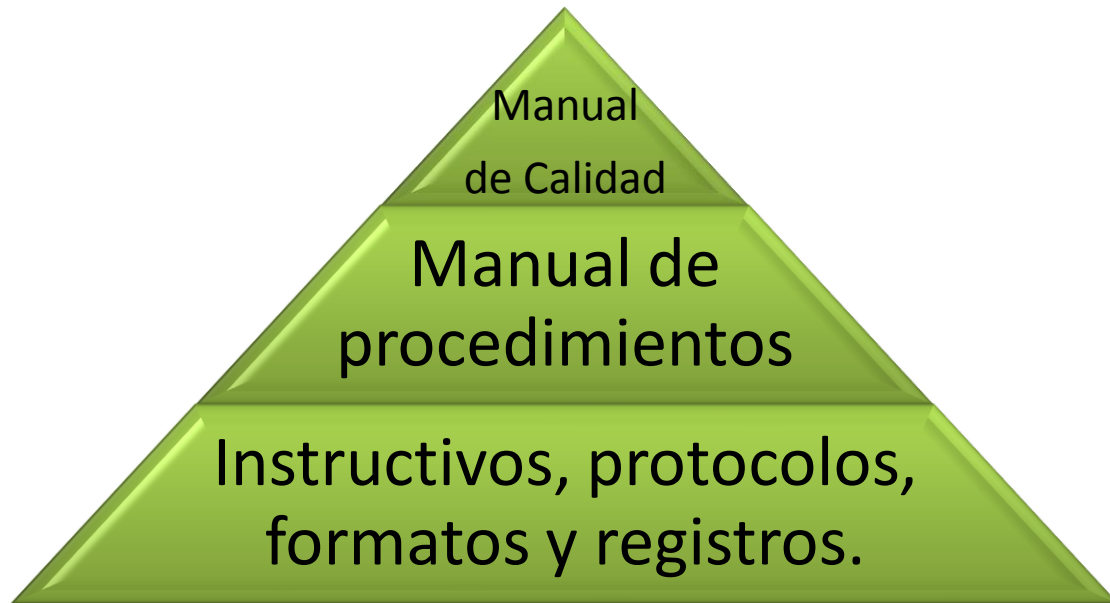 Manual
de Calidad
Manual de
procedimientos
Instructivos, protocolos,
formatos y registros.